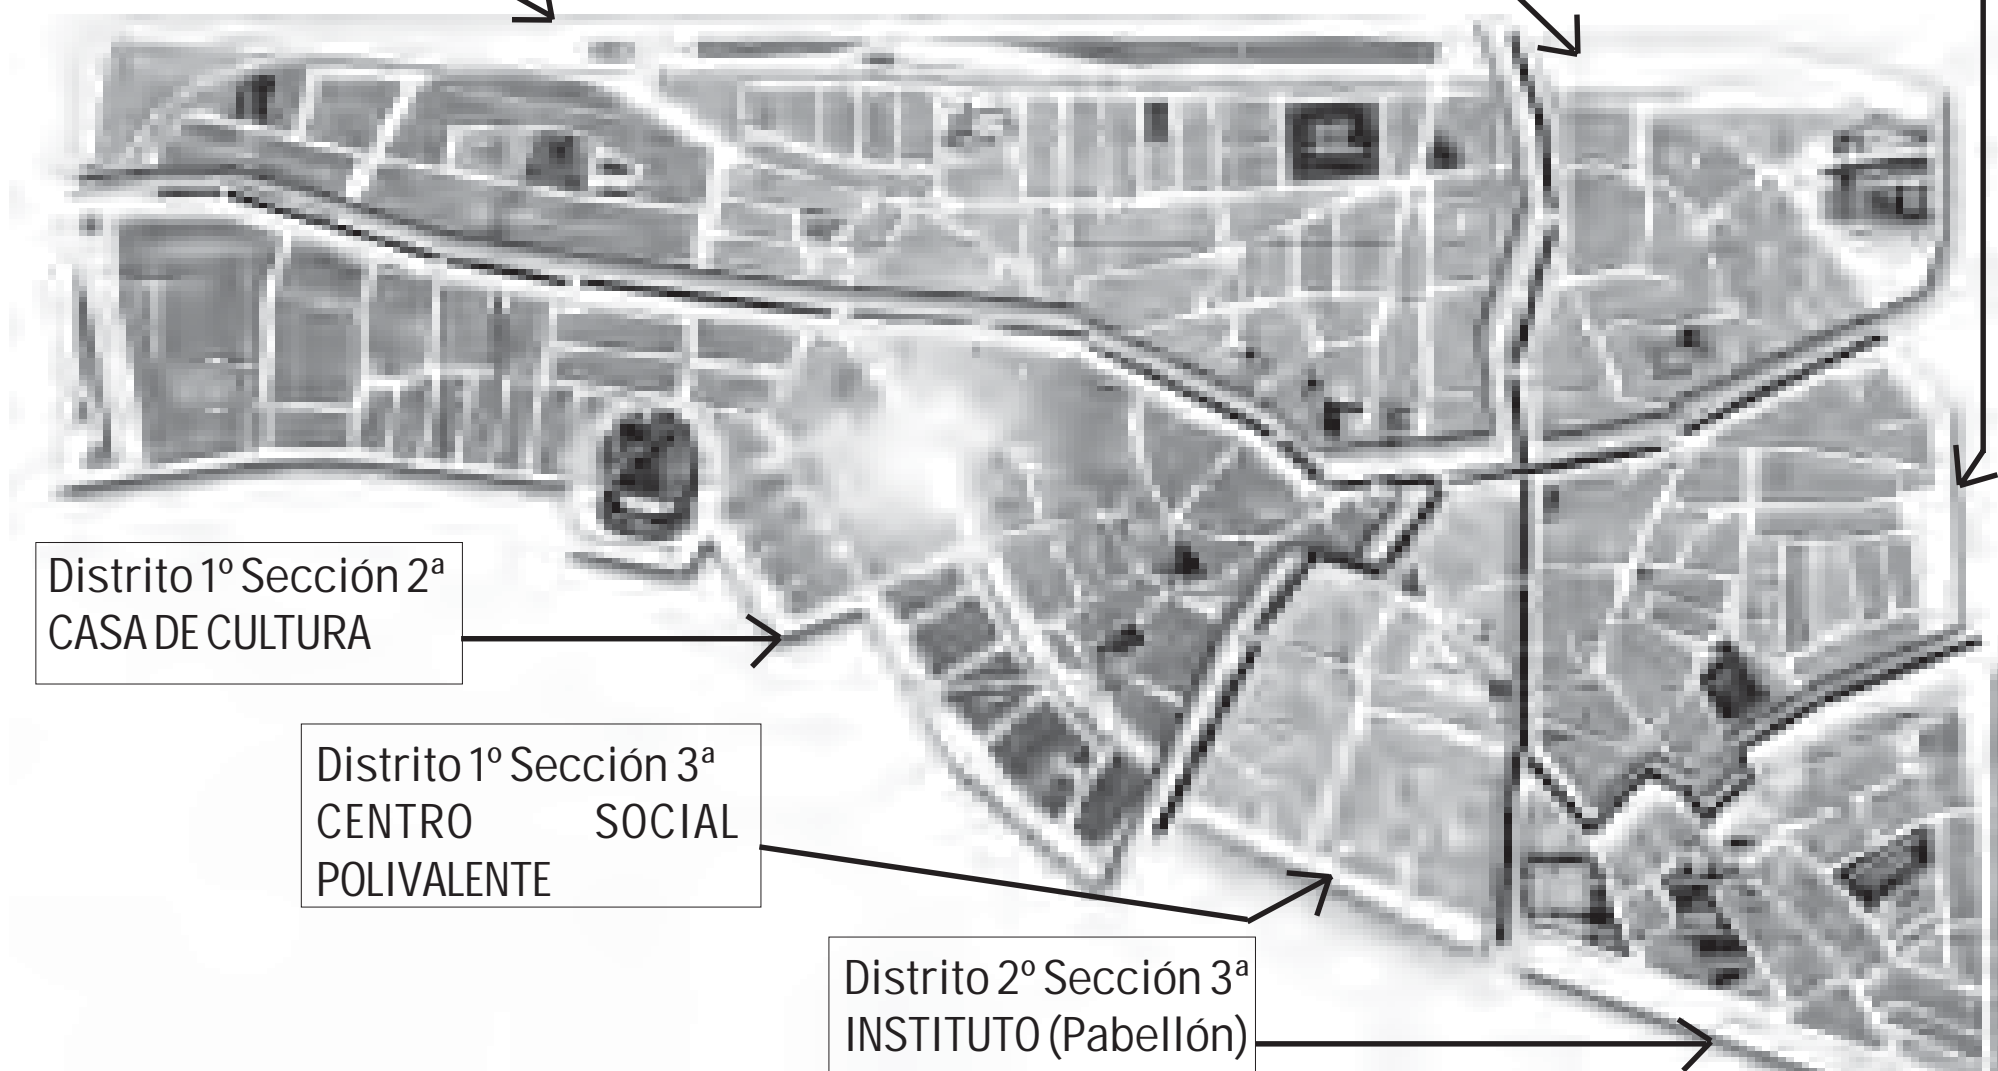 Distrito 1º Sección 2ª
CASA DE CULTURA
Distrito 1º Sección 3ª
CENTRO SOCIAL
POLIVALENTE
Distrito 2º Sección 3ª
INSTITUTO (Pabellón)